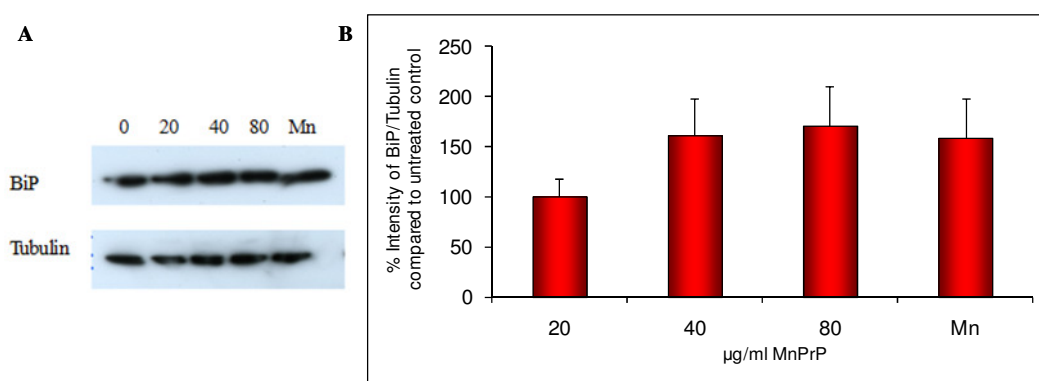 A
0 20 40 80 Mn
BiP
Tubulin
B
% Intensity of BiP/Tubulin
compared to untreated control
250
200
150
100
50
0
20 40 80 Mn
µg/ml MnPrP